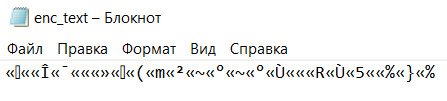 enc_text – Блокнот
Файл Правка Формат Вид Справка
«▯««Î«¯«««»«▯«(«m«²«~«º«~«º«Ù«««R«Ù«5««%«}«%